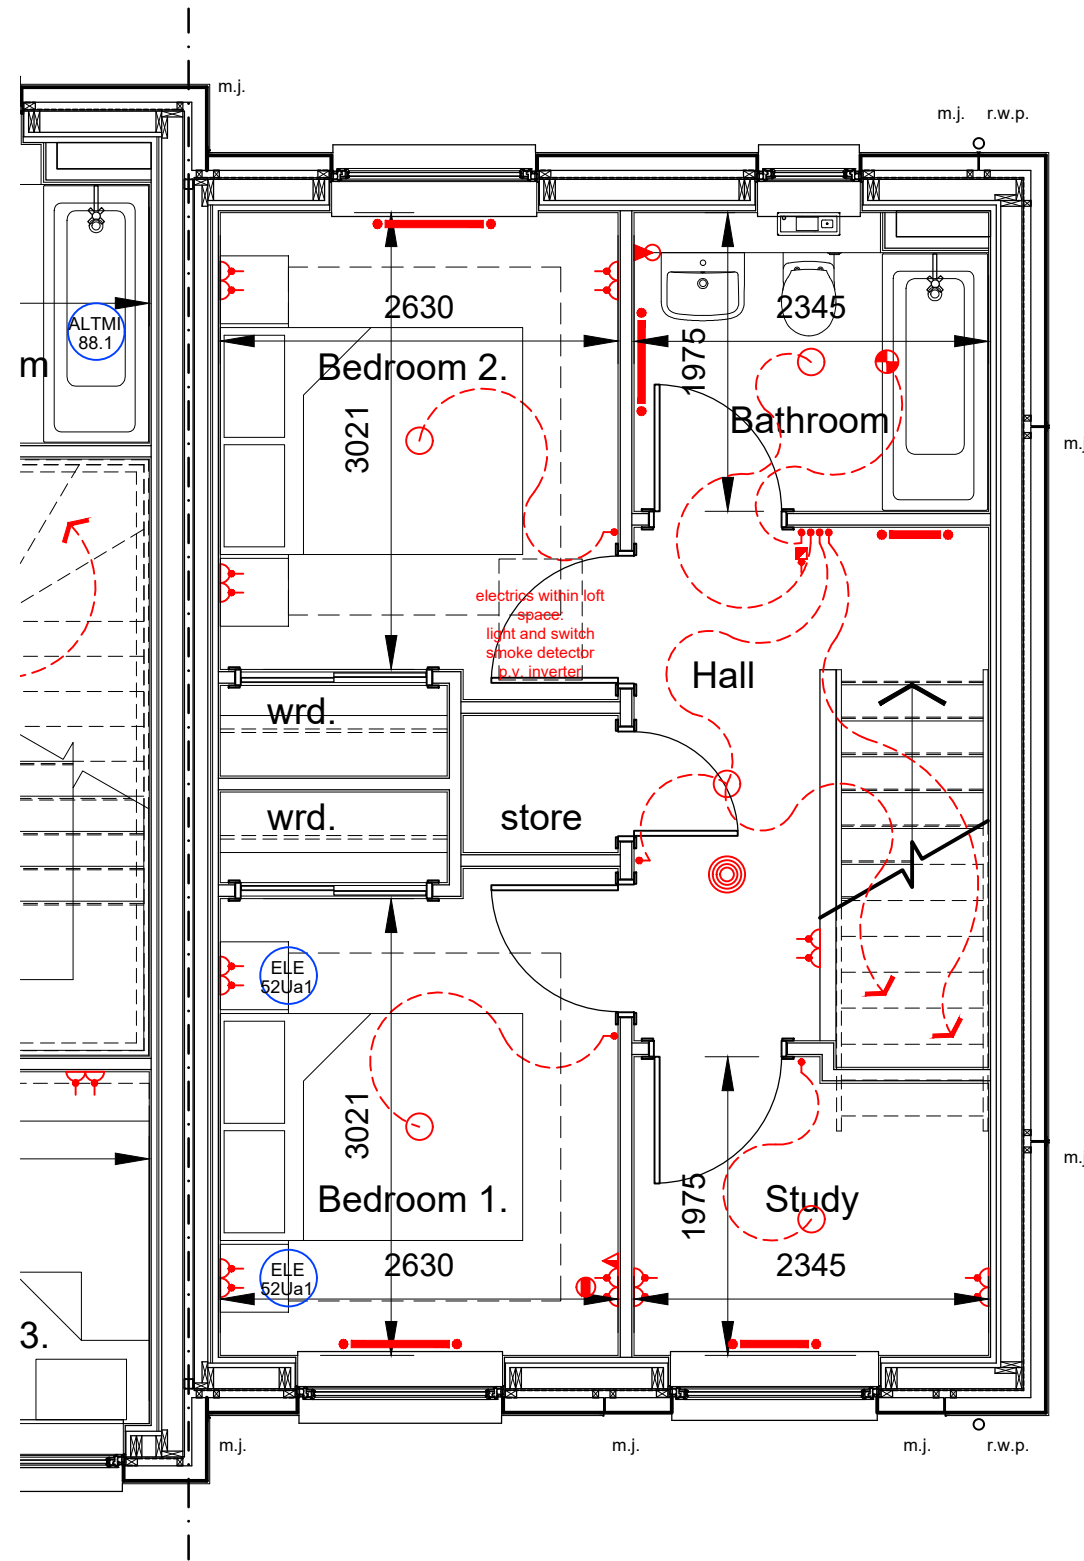 m.j.
m.j. r.w.p.
2630
2345
ALTMI
88.1
m
Bedroom 2.
1975
3021
Bathroom
m.j
electrics within loft
space:
light and switch
smoke detector
p.v. inverter
Hall
wrd.
wrd.
store
ELE
52Ua1
3021
1975
m.j
Bedroom 1.
Study
ELE
52Ua1
2630
2345
3.
m.j.
m.j.
m.j. r.w.p.